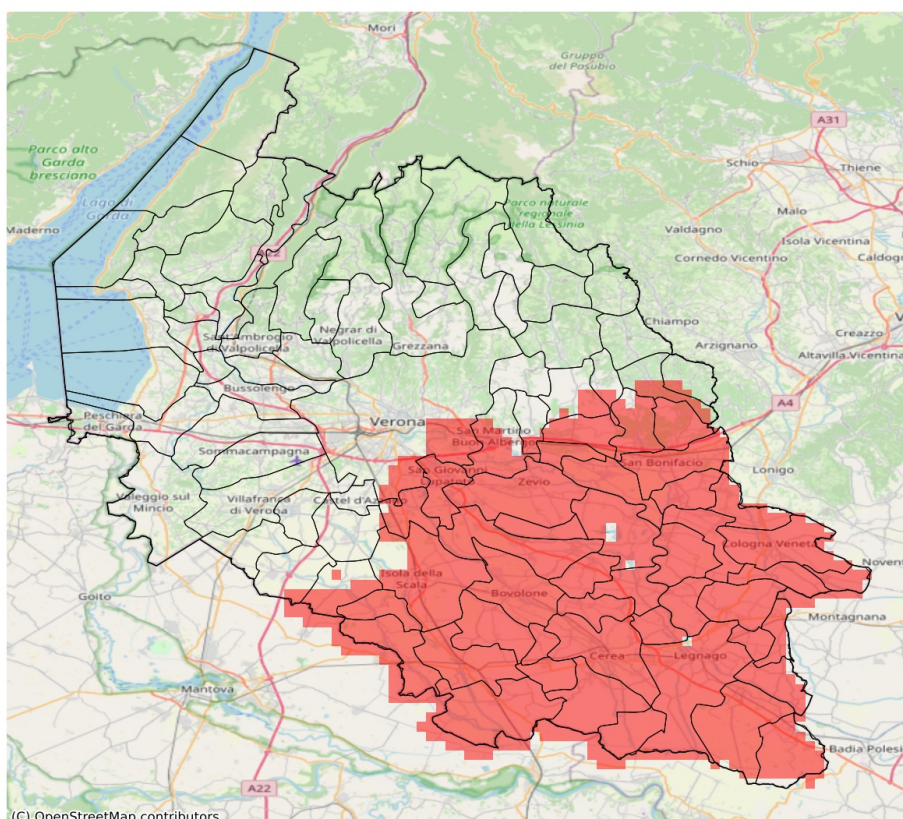 Mori
Gruppo
del Pasubio
A31
Parco alto
Garda
bresciano
Schio
Thiene
Lago di
Garda
Parco naturale
regionale
della Lessinia
Malo
Maderno
Valdagno
Isola Vicentina
Cornedo Vicentino
Caldogn
A22
Chiampo
Sant'Ambrogio
di Valpolicella
Negrar di
Valpolicella
Grezzana
Arzignano
Creazzo
Altavilla Vicentina
Bussolengo
A4
Peschiera
del Garda
Verona
San Martino
Buon Albergo
Sommacampagna
San Giovanni
Lupatoto
San Bonifacio
Lonigo
Zevio
Valeggio sul
Mincio
Villafranca
di Verona
Castel d'Azzano
Cologna Veneta
Isola della
Scala
Noven
Goito
Bovolone
Montagnana
Cerea
Legnago
Mantova
Badia Polesi
A22
(C) OpenStreetMap contributors